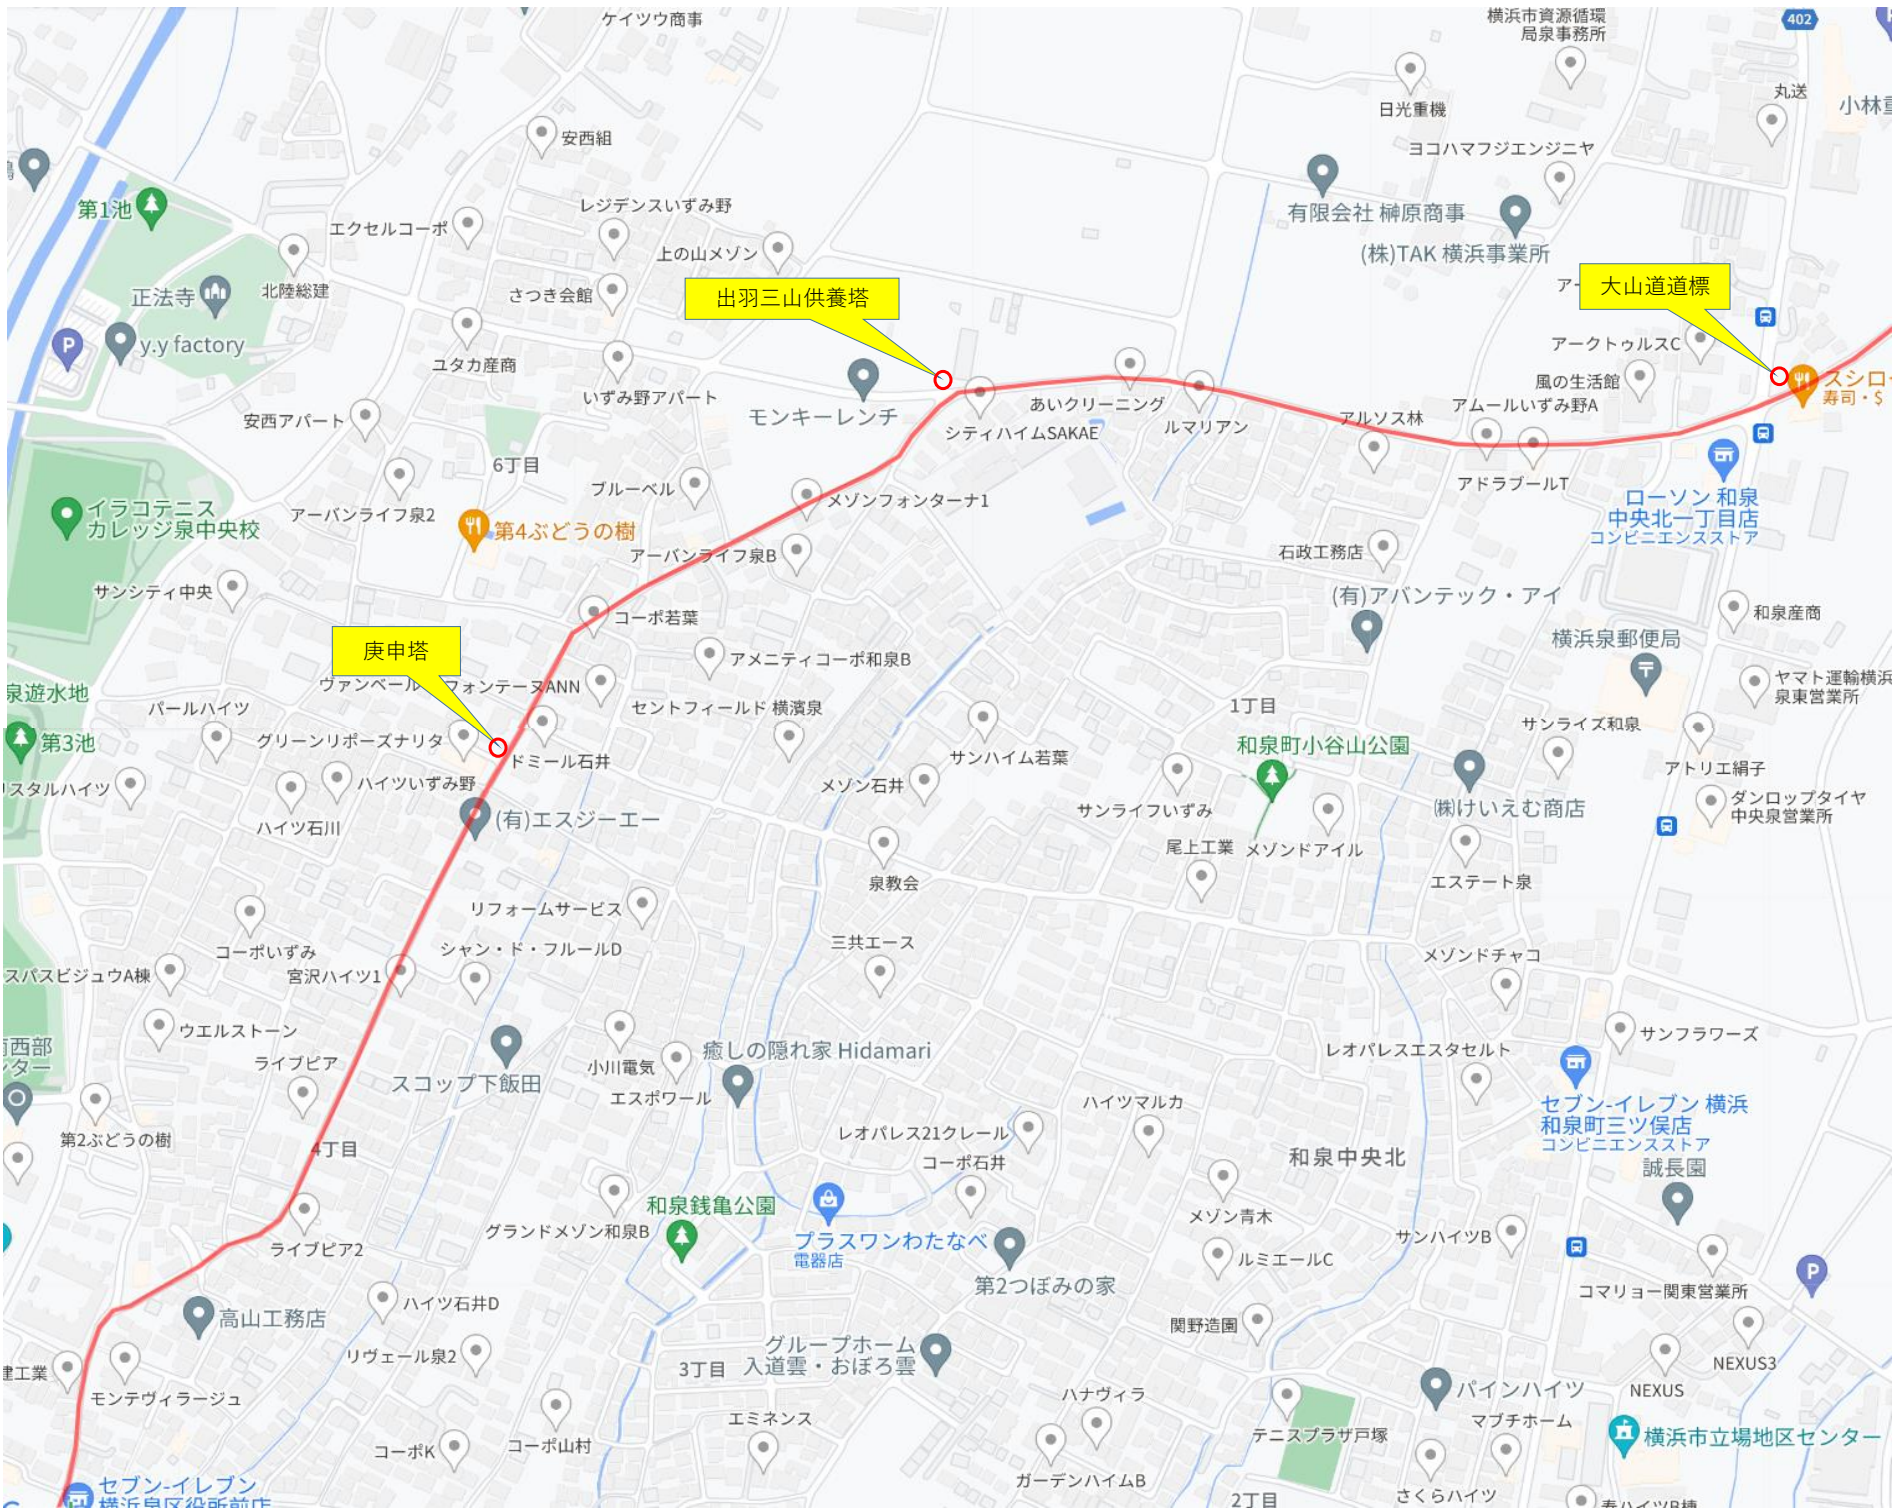 ケイツウ商事
横浜市資源循環
局泉事務所
402
丸送
日光重機
安西組
ヨコハマフジエンジニヤ
第1池
エクセルコーポ
レジデンスいずみ野
有限会社 榊原商事
上の山メゾン
(株)TAK 横浜事業所
正法寺
北陸総建
さつき会館
出羽三山供養塔
大山道道標
P
y.y factory
ユタカ産商
アークトゥルスC
いずみ野アパート
モンキーレンチ
あいクリーニング
ルマリアン
風の生活館
スシロー
寿司・$
安西アパート
シティハイムSAKAE
アルソス林
アムールいずみ野A
6丁目
ブルーベル
メゾンフォンターナ1
アドラブールT
イラコテニス
カレッジ泉中央校
アーバンライフ泉2
第4ぶどうの樹
アーバンライフ泉B
石政工務店
ローソン 和泉
中央北一丁目店
コンビニエンスストア
サンシティ中央
コーポ若葉
(有)アバンテック・アイ
和泉産商
庚申塔
横浜泉郵便局
アメニティコーポ和泉B
ヴァンベール
フォンテーヌANN
ヤマト運輸横浜
泉東営業所
泉遊水地
パールハイツ
セントフィールド 横濱泉
1丁目
サンライズ和泉
第3池
グリーンリポーズナリタ
ドミール石井
サンハイム若葉
和泉町小谷山公園
アトリエ絹子
ハイツいずみ野
メゾン石井
サンライフいずみ
㈱けいえむ商店
ダンロップタイヤ
中央泉営業所
ハイツ石川
(有)エスジーエー
尾上工業
メゾンドアイル
泉教会
エステート泉
リフォームサービス
コーポいずみ
シャン・ド・フルールD
三共エース
メゾンドチャコ
スパスビジュウA棟
宮沢ハイツ1
ウエルストーン
サンフラワーズ
ライブピア
スコップ下飯田
小川電気
癒しの隠れ家 Hidamari
レオパレスエスタセルト
エスポワール
ハイツマルカ
セブン-イレブン 横浜
和泉町三ツ俣店
コンビニエンスストア
第2ぶどうの樹
4丁目
レオパレス21クレール
コーポ石井
和泉中央北
誠長園
和泉銭亀公園
グランドメゾン和泉B
メゾン青木
ライブピア2
プラスワンわたなべ
電器店
サンハイツB
ルミエールC
第2つぼみの家
P
コマリョー関東営業所
ハイツ石井D
高山工務店
関野造園
リヴェール泉2
3丁目
グループホーム
入道雲・おぼろ雲
NEXUS3
モンテヴィラージュ
ハナヴィラ
パインハイツ
NEXUS
エミネンス
テニスプラザ戸塚
マブチホーム
横浜市立場地区センター
コーポK
コーポ山村
ガーデンハイムB
セブン-イレブン
横浜泉区役所前店
2丁目
さくらハイツ